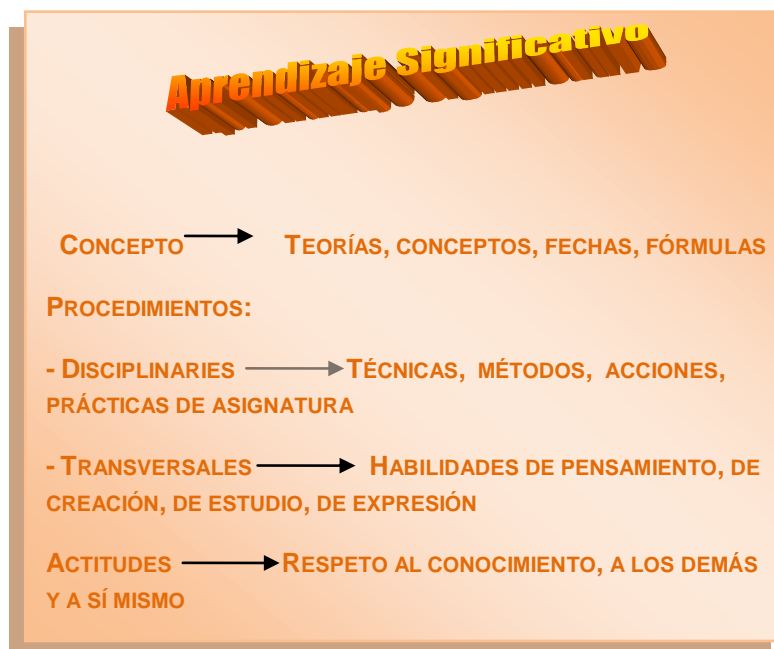 Aprendizaje Significativo
CONCEPTO TEORÍAS, CONCEPTOS, FECHAS, FÓRMULAS
PROCEDIMIENTOS:
- DISCIPLINARIES TÉCNICAS, MÉTODOS, ACCIONES,
PRÁCTICAS DE ASIGNATURA
- TRANSVERSALES HABILIDADES DE PENSAMIENTO, DE
CREACIÓN, DE ESTUDIO, DE EXPRESIÓN
ACTITUDES RESPETO AL CONOCIMIENTO, A LOS DEMÁS
Y A SÍ MISMO